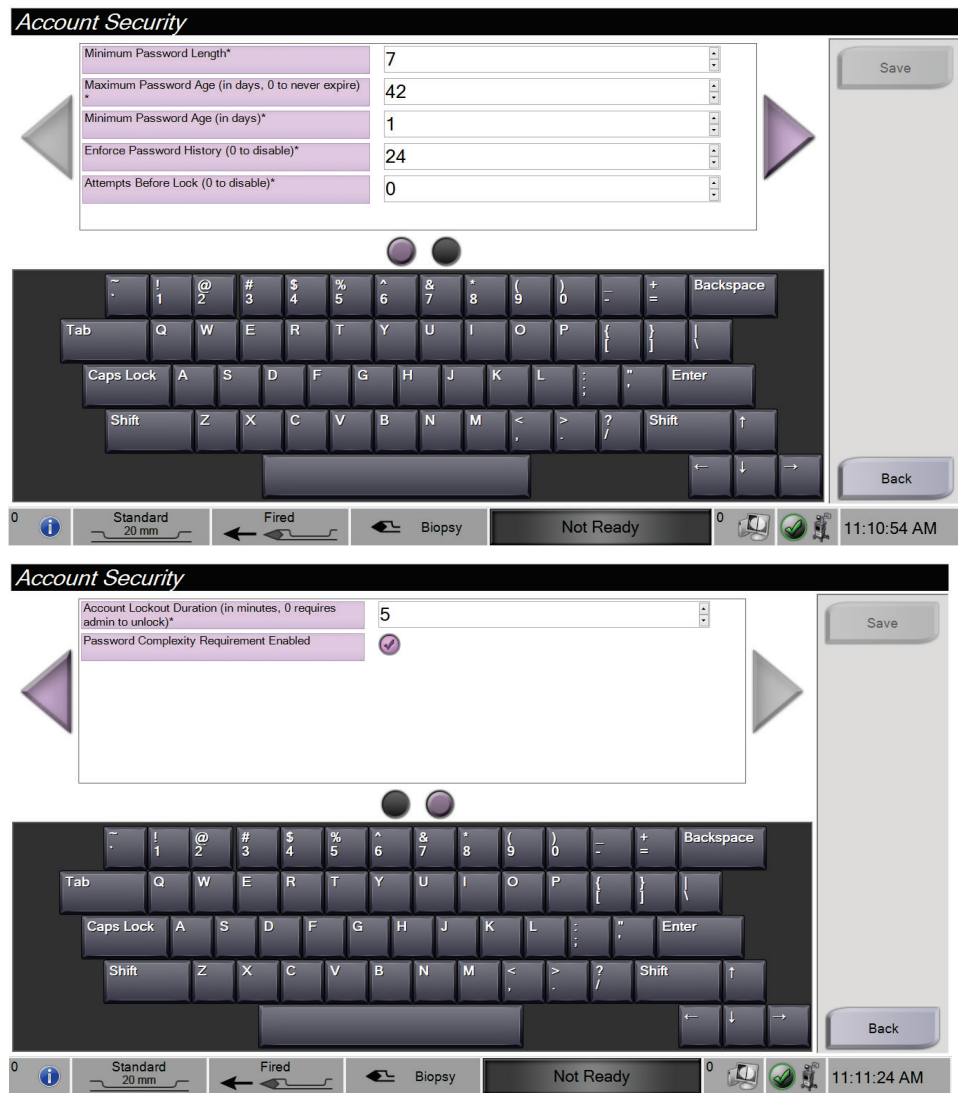 Account Security
Minimum Password Length*
7
Save
Maximum Password Age (in days, 0 to never expire)
*
42
Minimum Password Age (in days)*
1
Enforce Password History (0 to disable)*
24
Attempts Before Lock (0 to disable)*
0
~ ! @ # $ % ^ & * ( ) _ + Backspace
` 1 2 3 4 5 6 7 8 9 0 - =
Tab Q W E R T Y U I O P { } |
[ ] \
Caps Lock A S D F G H J K L : " Enter
; '
Shift Z X C V B N M < > ? Shift ↑
, . /
← ↓ →
Back
0 Standard Fired Biopsy Not Ready 0 11:10:54 AM
20 mm
Account Security
Account Lockout Duration (in minutes, 0 requires
admin to unlock)*
5
Save
Password Complexity Requirement Enabled
~ ! @ # $ % ^ & * ( ) _ + Backspace
` 1 2 3 4 5 6 7 8 9 0 - =
Tab Q W E R T Y U I O P { } |
[ ] \
Caps Lock A S D F G H J K L : " Enter
; '
Shift Z X C V B N M < > ? Shift ↑
, . /
← ↓ →
Back
0 Standard Fired Biopsy Not Ready 0 11:11:24 AM
20 mm